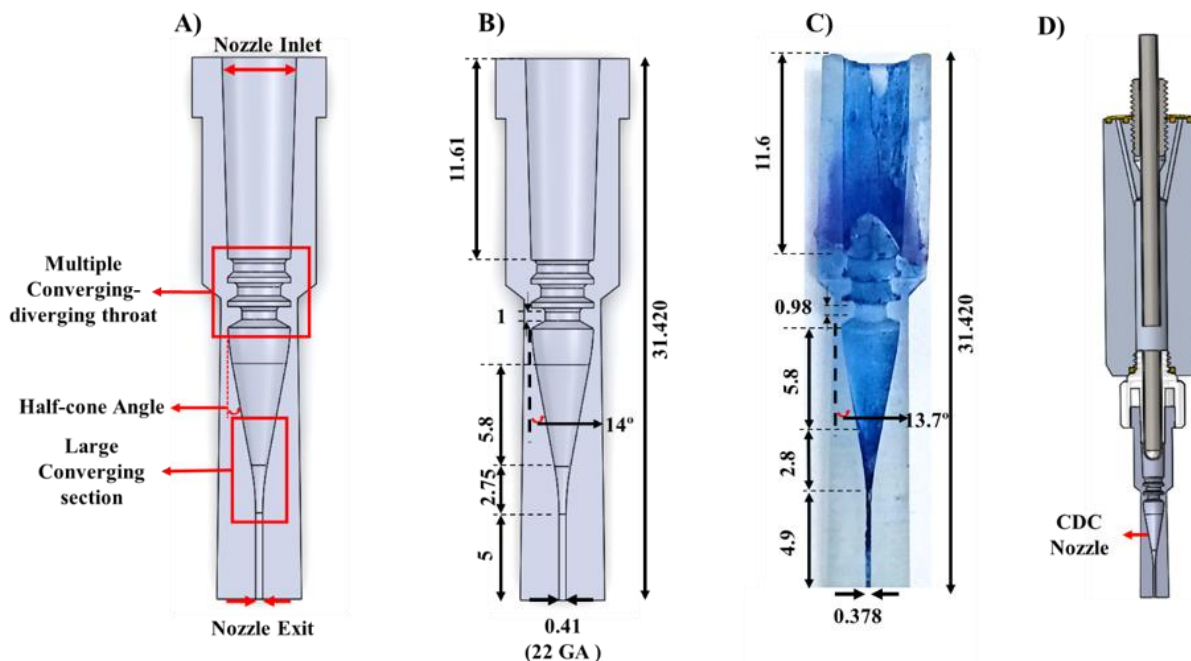 A)
Nozzle Inlet
Multiple
Converging-
diverging throat
Half-cone Angle
Large
Converging
section
Nozzle Exit
B)
11.61
31.420
1
14°
5.8
2.75
5
0.41
(22 GA )
C)
11.6
31.420
0.98
5.8
13.7°
2.8
4.9
0.378
D)
CDC
Nozzle